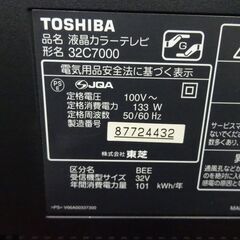 TOSHIBA
品名 液晶カラーテレビ
形名 32C7000
電気用品安全法に基づく表示
PS
E
JQA
定格電圧 100V~
定格消費電力 133 W
定格周波数 50/60 Hz
製造番号
87724432
株式会社 東芝
区分名 BEE
受信機型サイズ 32V
年間消費電力量 101 kWh/年